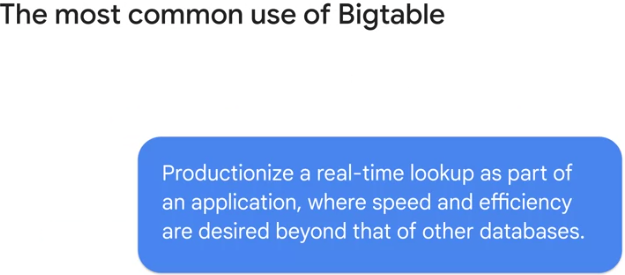 The most common use of Bigtable
Productionize a real-time lookup as part of
an application, where speed and efficiency
are desired beyond that of other databases.